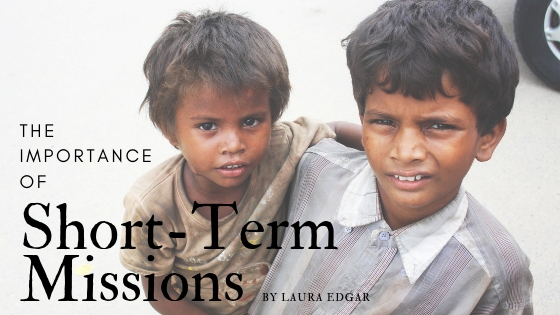 THE
IMPORTANCE
OF
Short-Term
Missions
BY LAURA EDGAR